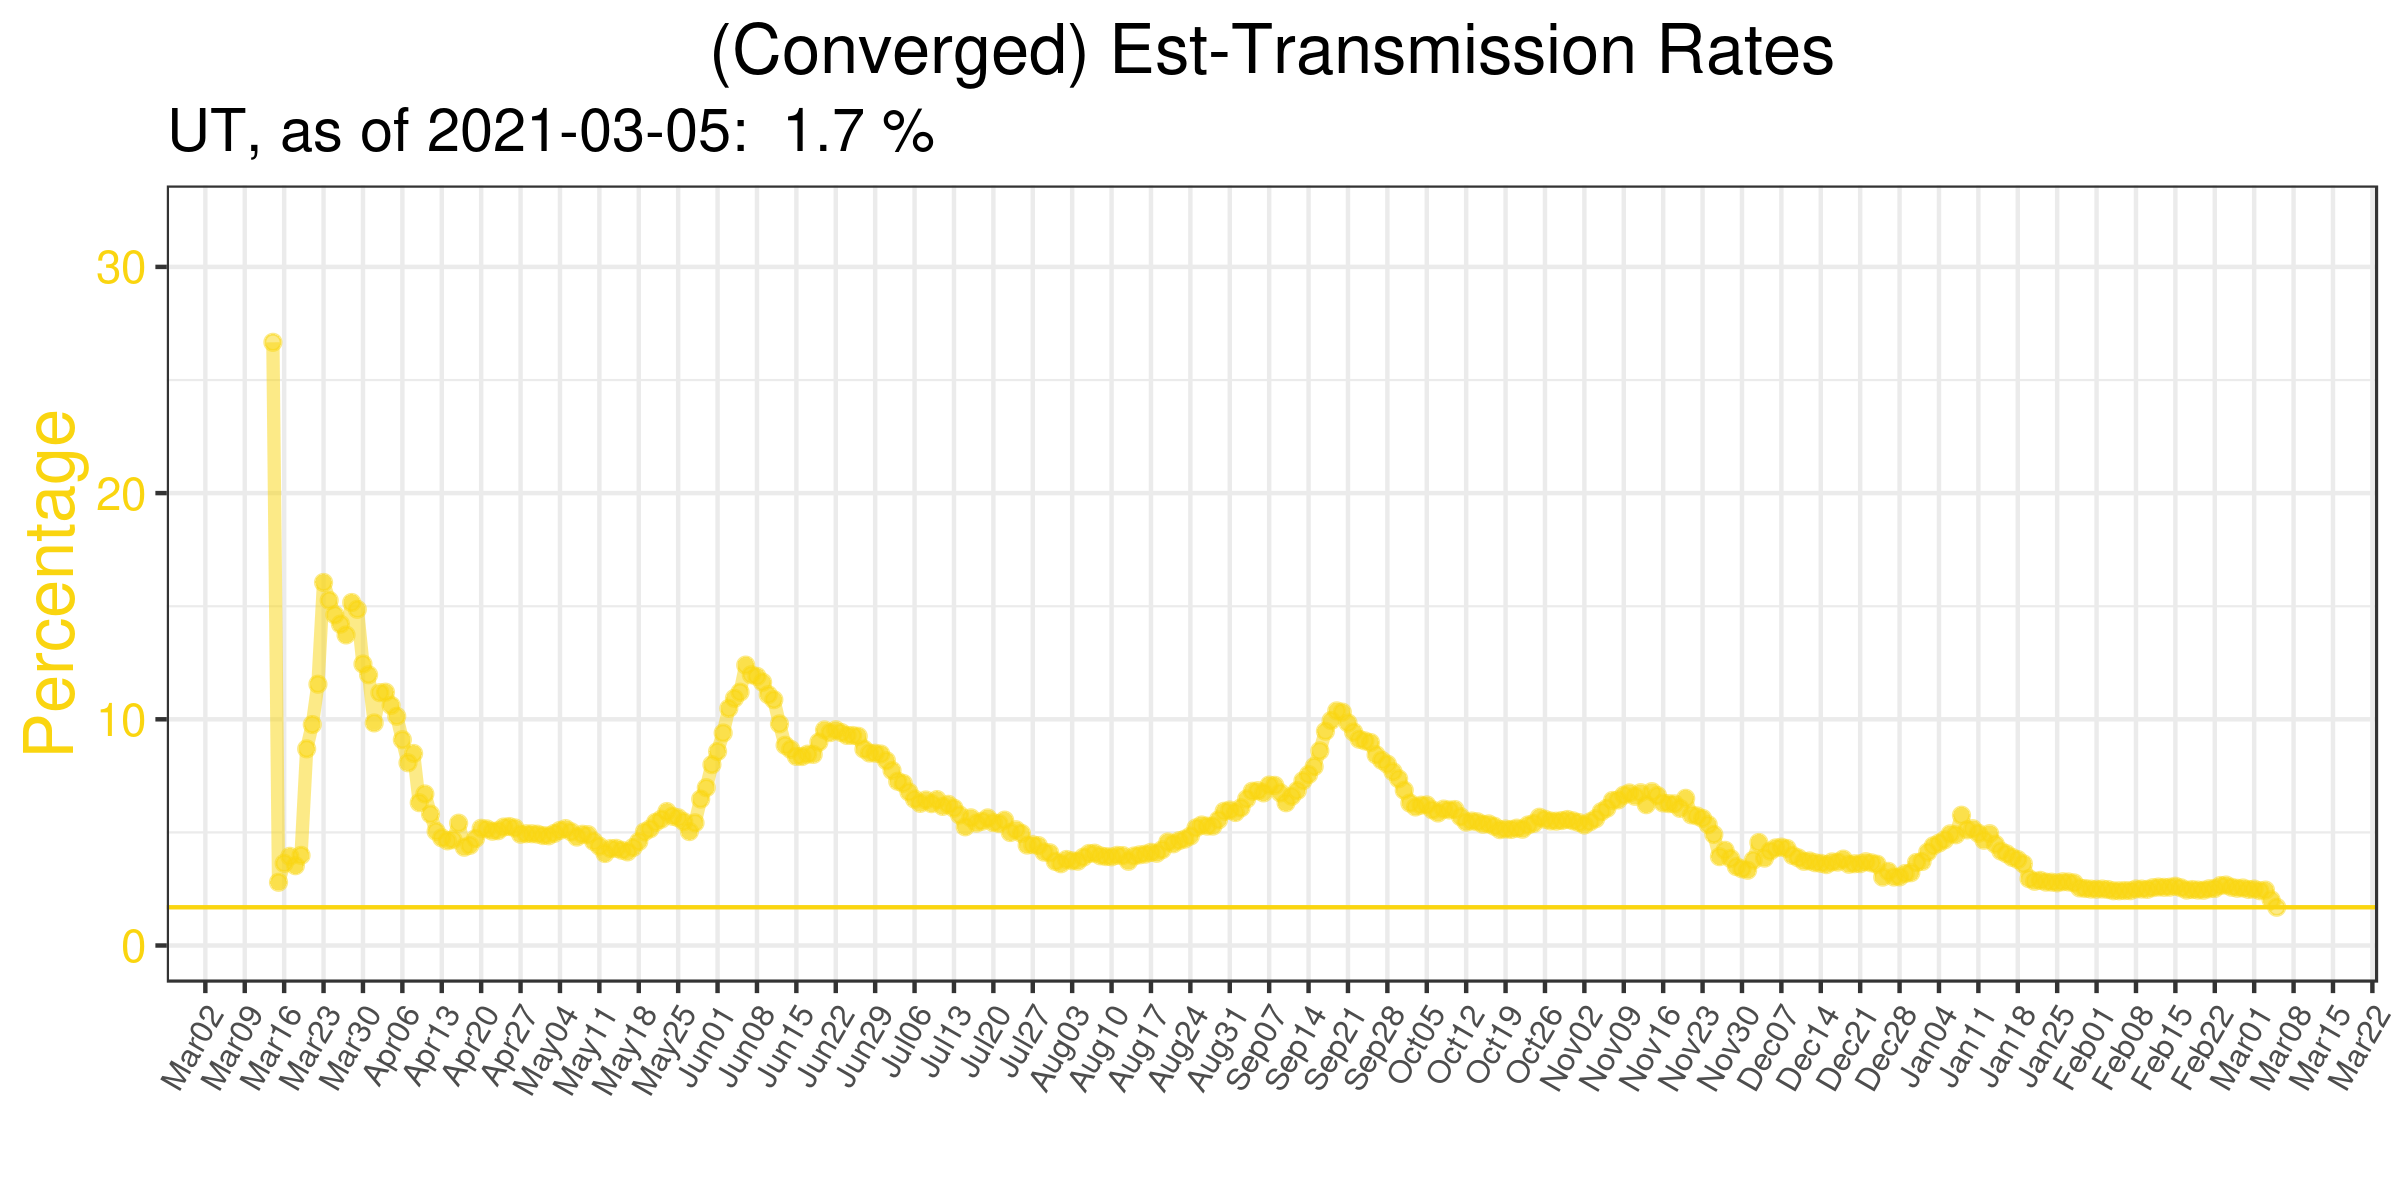 (Converged) Est-Transmission Rates
UT, as of 2021-03-05:  1.7 %
Percentage
30
20
10
0
Mar02
Mar09
Mar16
Mar23
Mar30
Apr06
Apr13
Apr20
Apr27
May04
May11
May18
May25
Jun01
Jun08
Jun15
Jun22
Jun29
Jul06
Jul13
Jul20
Jul27
Aug03
Aug10
Aug17
Aug24
Aug31
Sep07
Sep14
Sep21
Sep28
Oct05
Oct12
Oct19
Oct26
Nov02
Nov09
Nov16
Nov23
Nov30
Dec07
Dec14
Dec21
Dec28
Jan04
Jan11
Jan18
Jan25
Feb01
Feb08
Feb15
Feb22
Mar01
Mar08
Mar15
Mar22